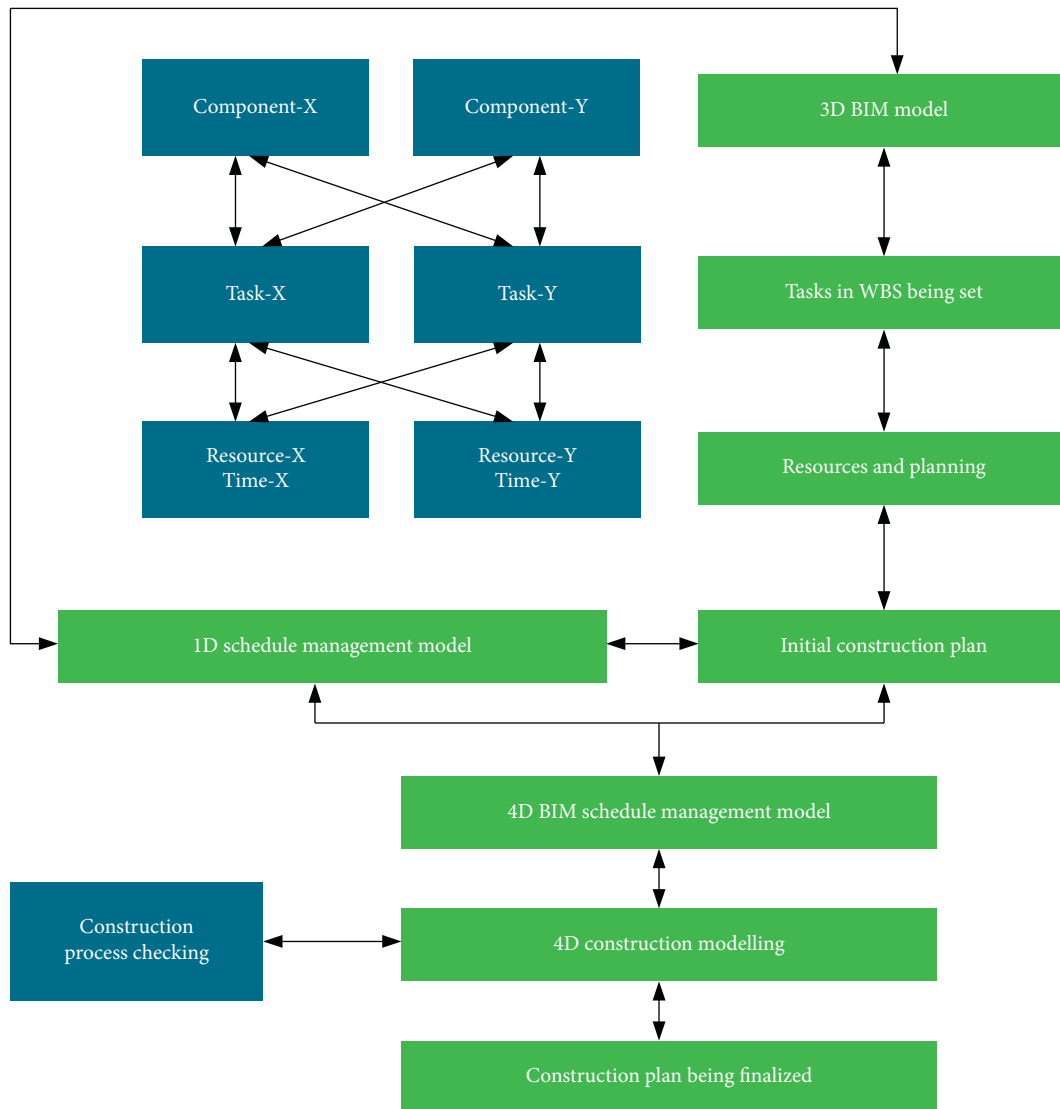 Component-X
Component-Y
3D BIM model
Task-X
Task-Y
Tasks in WBS being set
Resource-X
Time-X
Resource-Y
Time-Y
Resources and planning
1D schedule management model
Initial construction plan
4D BIM schedule management model
Construction
process checking
4D construction modelling
Construction plan being finalized